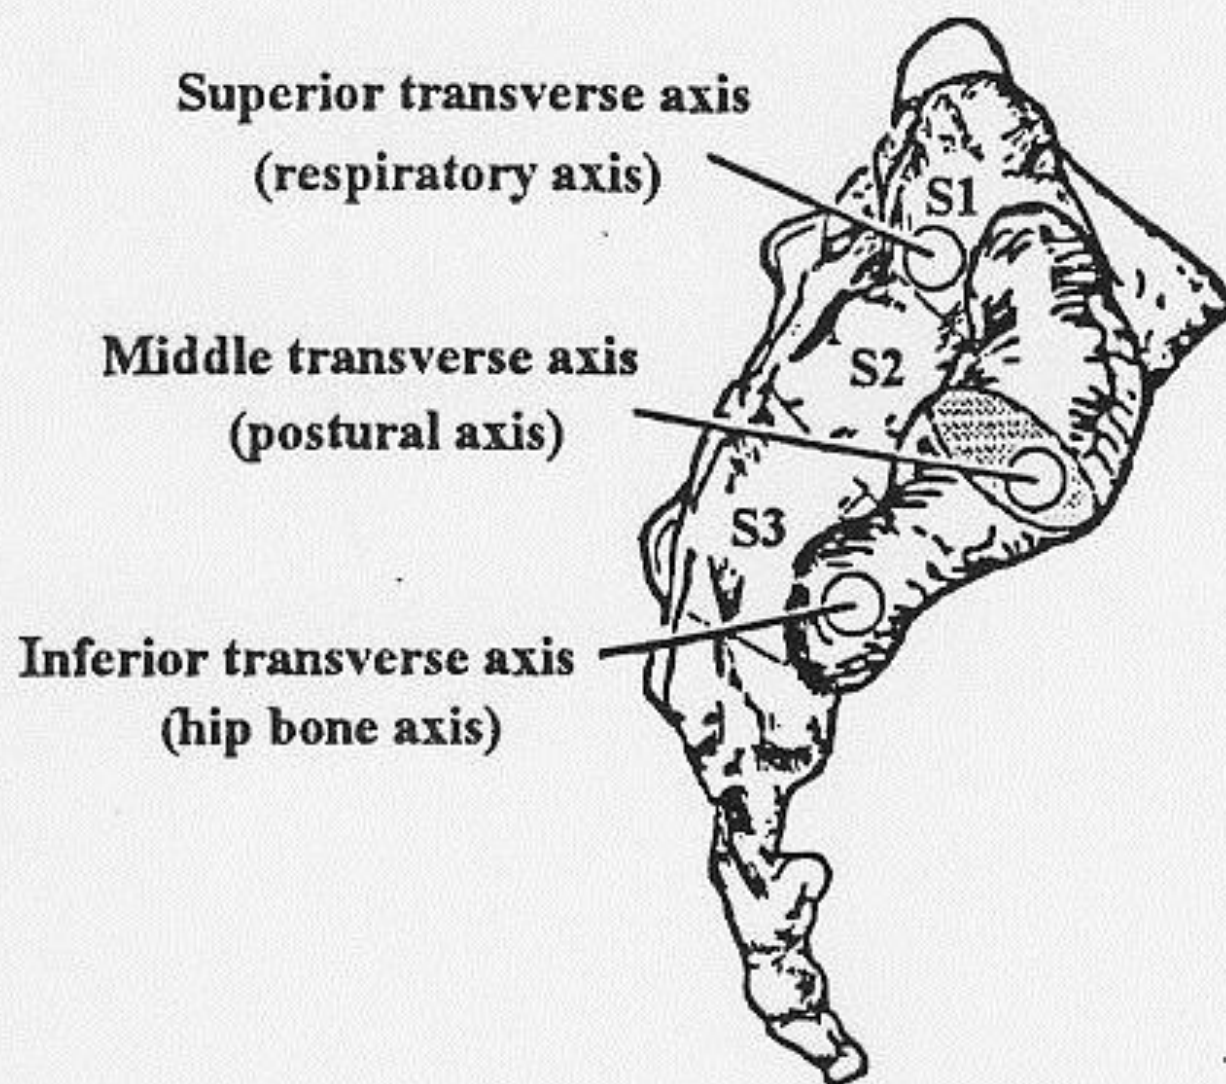 Superior transverse axis
(respiratory axis)
S1
Middle transverse axis
(postural axis)
S2
S3
Inferior transverse axis
(hip bone axis)